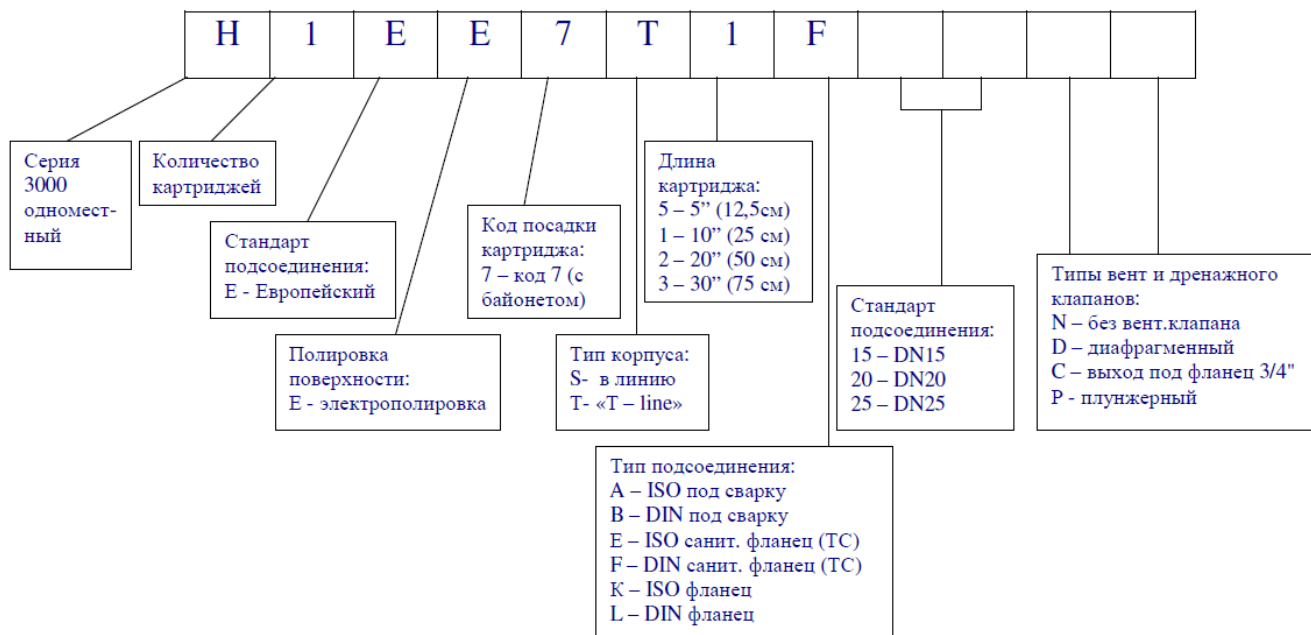 H 1 E E 7 T 1 F
Серия
3000
одномест-
ный
Количество
картриджей
Стандарт
подсоединения:
E - Европейский
Полировка
поверхности:
E - электрополировка
Код посадки
картриджа:
7 – код 7 (с
байонетом)
Тип корпуса:
S- в линию
T- «T – line»
Длина
картриджа:
5 – 5” (12,5см)
1 – 10” (25 см)
2 – 20” (50 см)
3 – 30” (75 см)
Тип подсоединения:
A – ISO под сварку
B – DIN под сварку
E – ISO санит. фланец (TC)
F – DIN санит. фланец (TC)
K – ISO фланец
L – DIN фланец
Стандарт
подсоединения:
15 – DN15
20 – DN20
25 – DN25
Типы вент и дренажного
клапанов:
N – без вент.клапана
D – диафрагменный
C – выход под фланец 3/4"
P - плунжерный